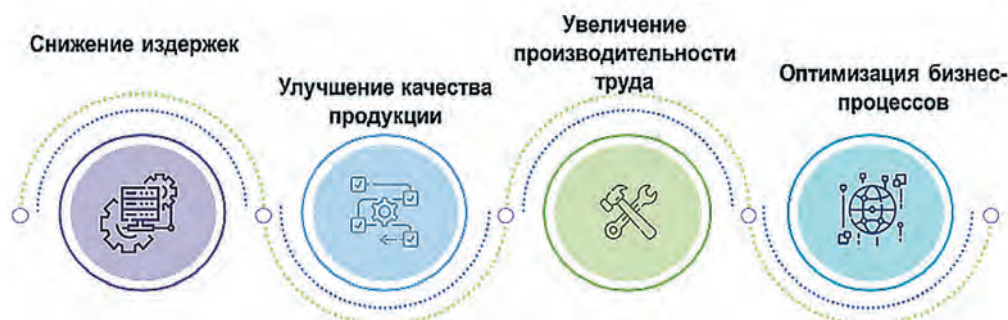 Снижение издержек
Улучшение качества
продукции
Увеличение
производительности
труда
Оптимизация бизнес-
процессов